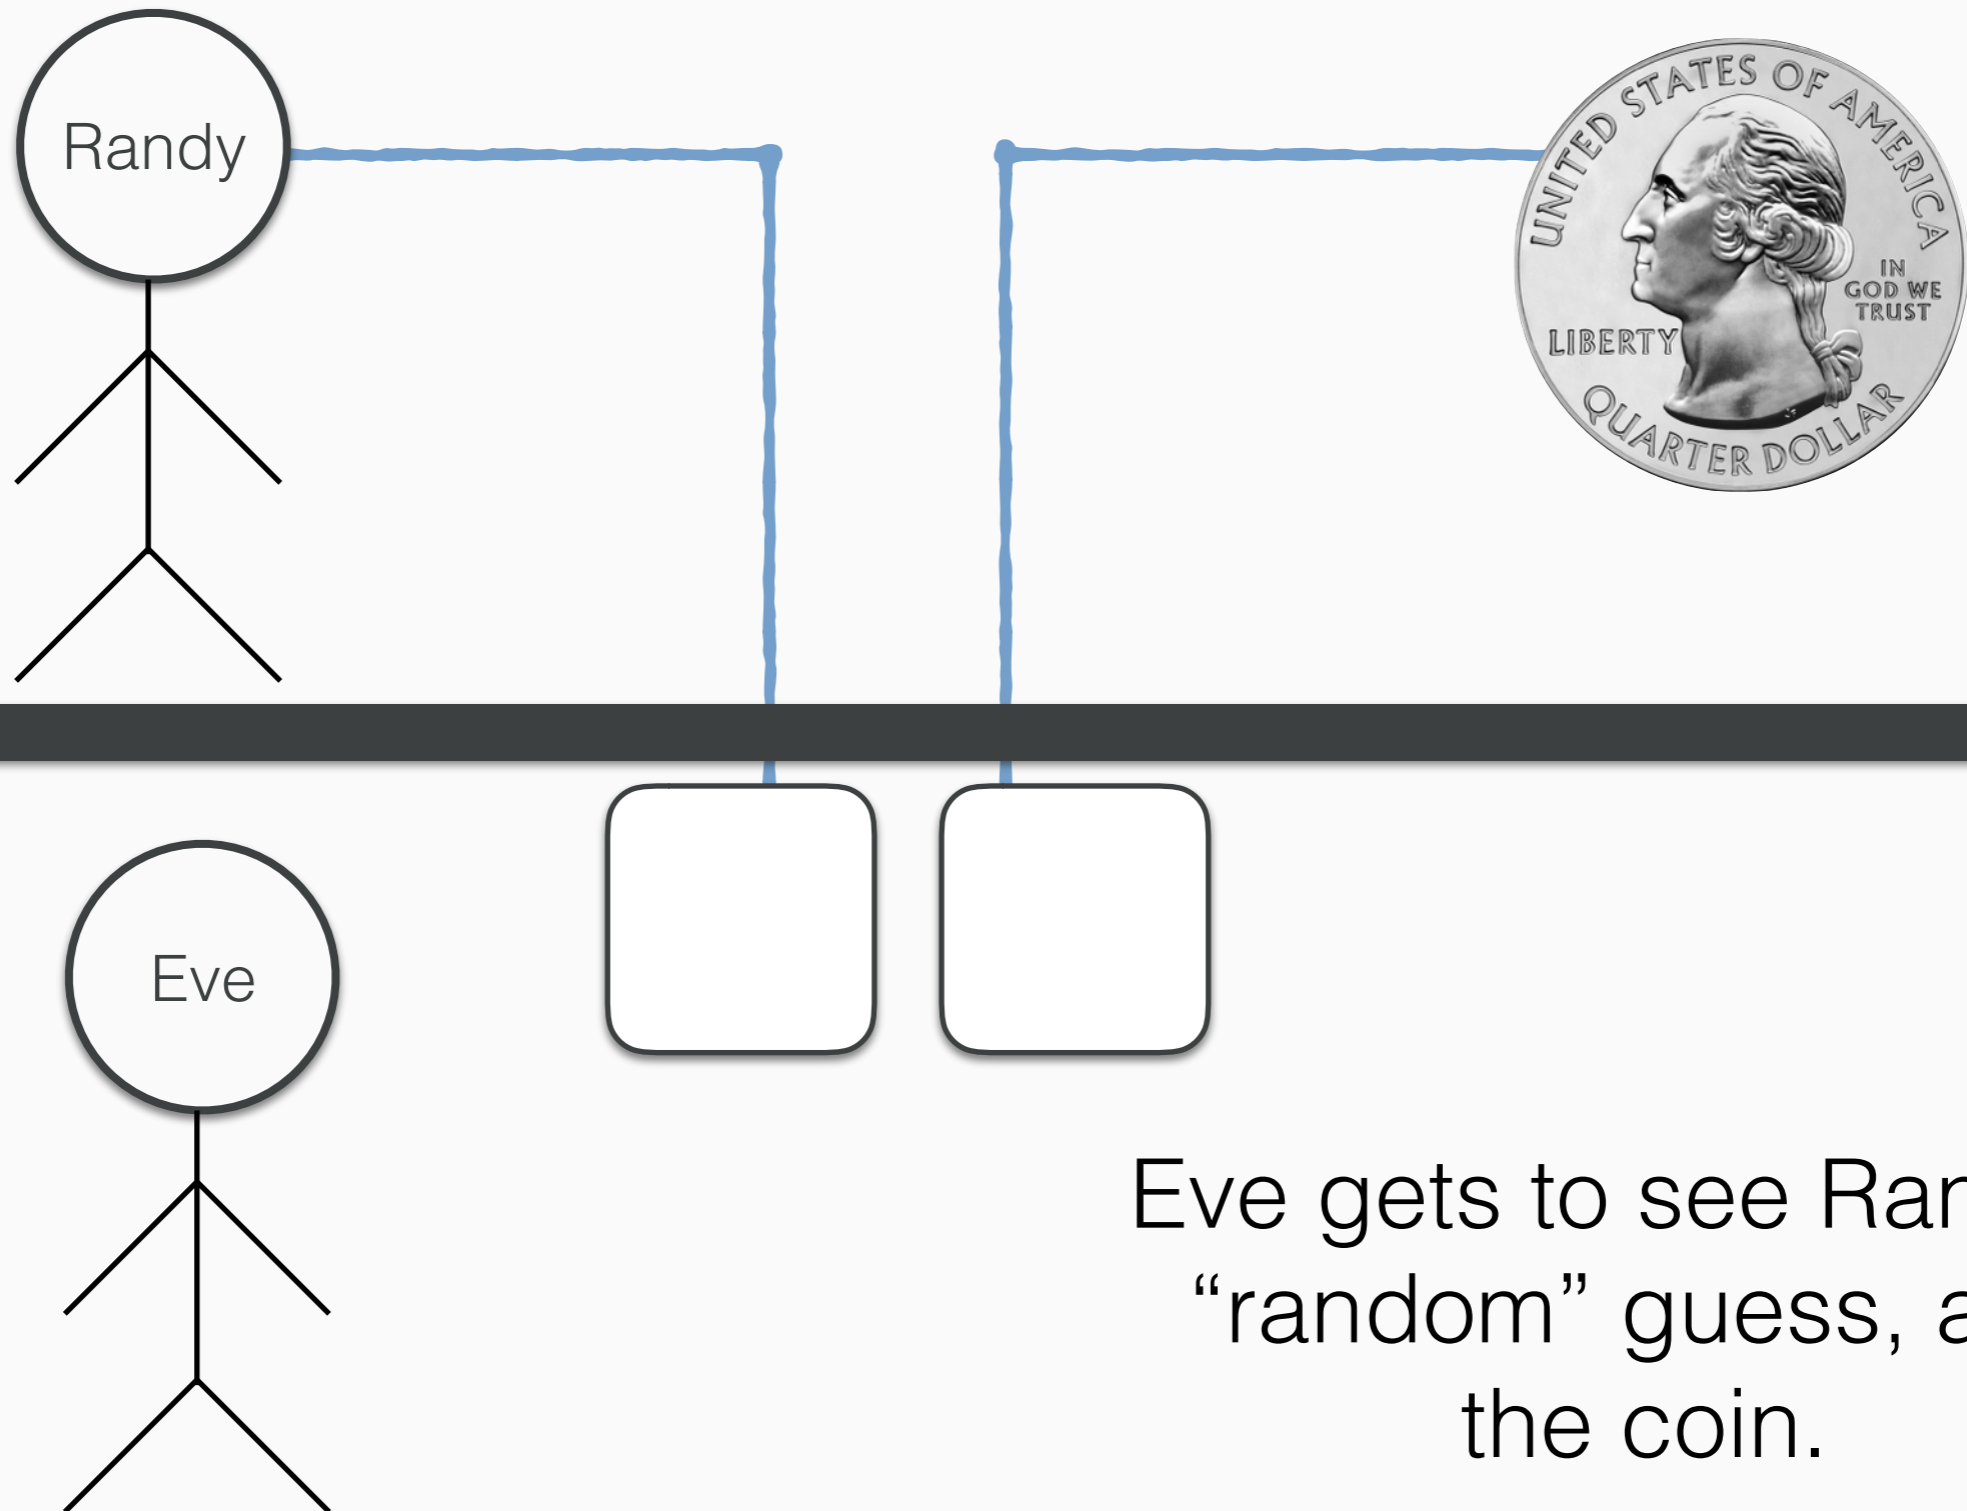 Randy
UNITED STATES OF AMERICA
IN
GOD WE
TRUST
LIBERTY
QUARTER DOLLAR
Eve
Eve gets to see
“random” guess,
the coin.